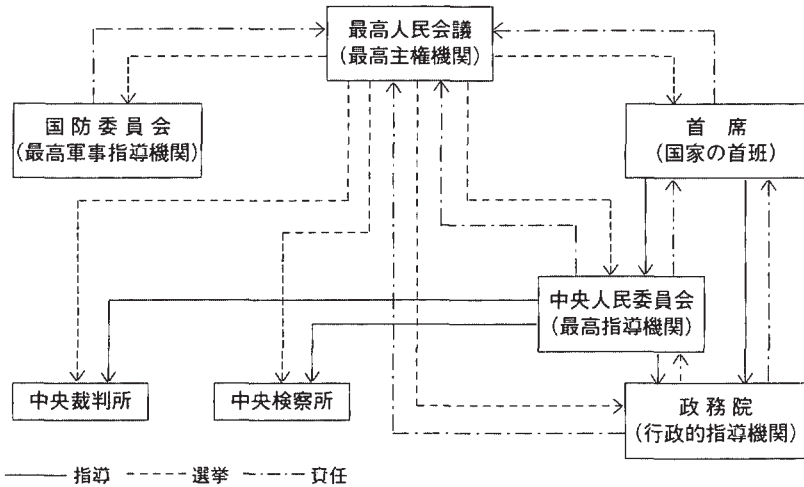 最高人民会議
(最高主権機関)
国防委員会
(最高軍事指導機関)
首席
(国家の首班)
中央人民委員会
(最高指導機関)
中央裁判所
中央検察所
政務院
(行政的指導機関)
指導 選挙 責任